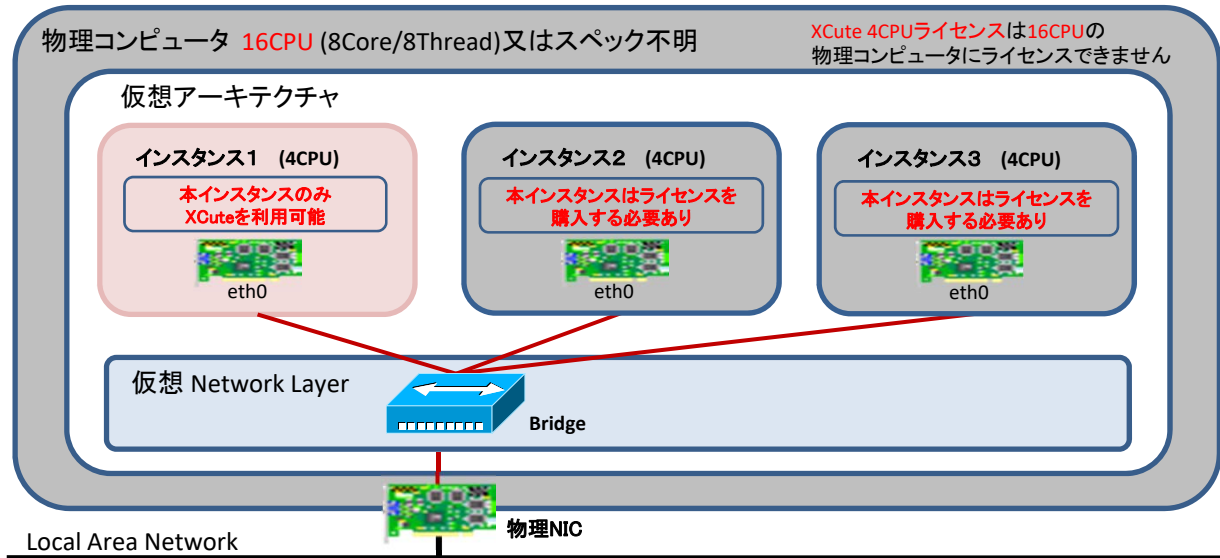 物理コンピュータ 16CPU (8Core/8Thread)又はスペック不明
XCute 4CPUライセンスは16CPUの
物理コンピュータにライセンスできません
仮想アーキテクチャ
インスタンス1 (4CPU)
本インスタンスのみ
XCuteを利用可能
eth0
インスタンス2 (4CPU)
本インスタンスはライセンスを
購入する必要あり
eth0
インスタンス3 (4CPU)
本インスタンスはライセンスを
購入する必要あり
eth0
仮想 Network Layer
Bridge
物理NIC
Local Area Network